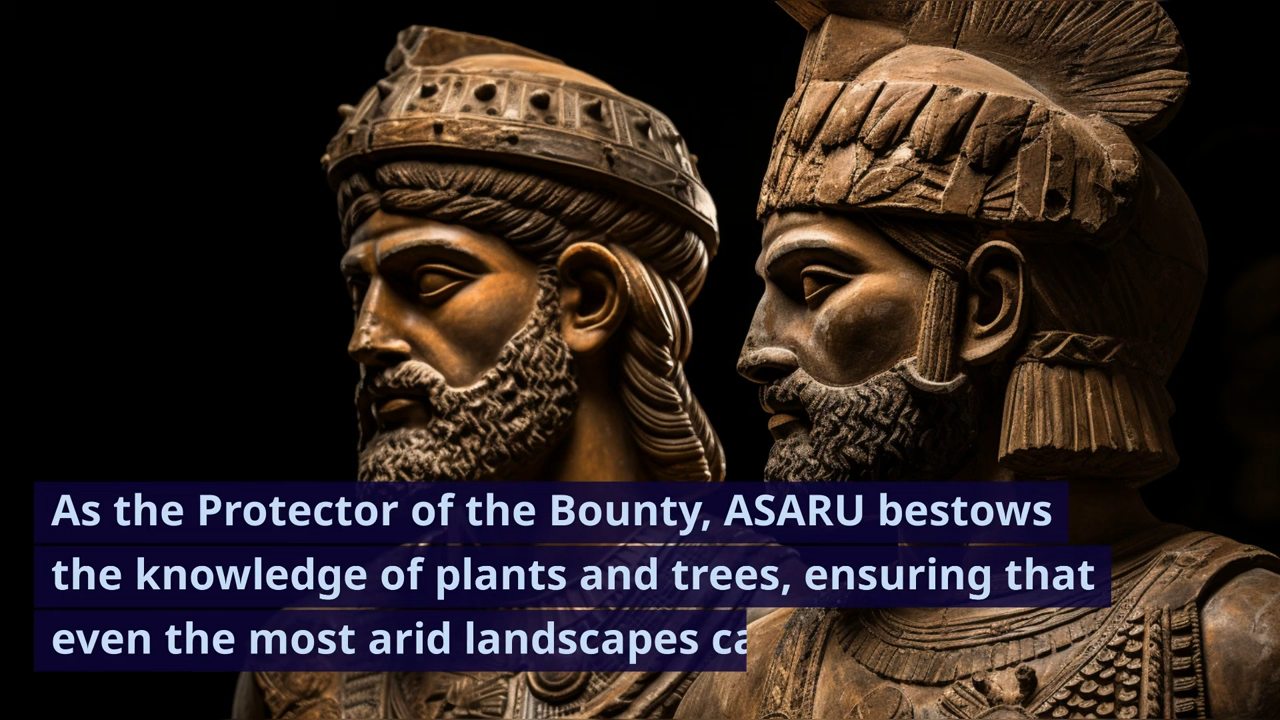 As the Protector of the Bounty, ASARU bestows
the knowledge of plants and trees, ensuring that
even the most arid landscapes